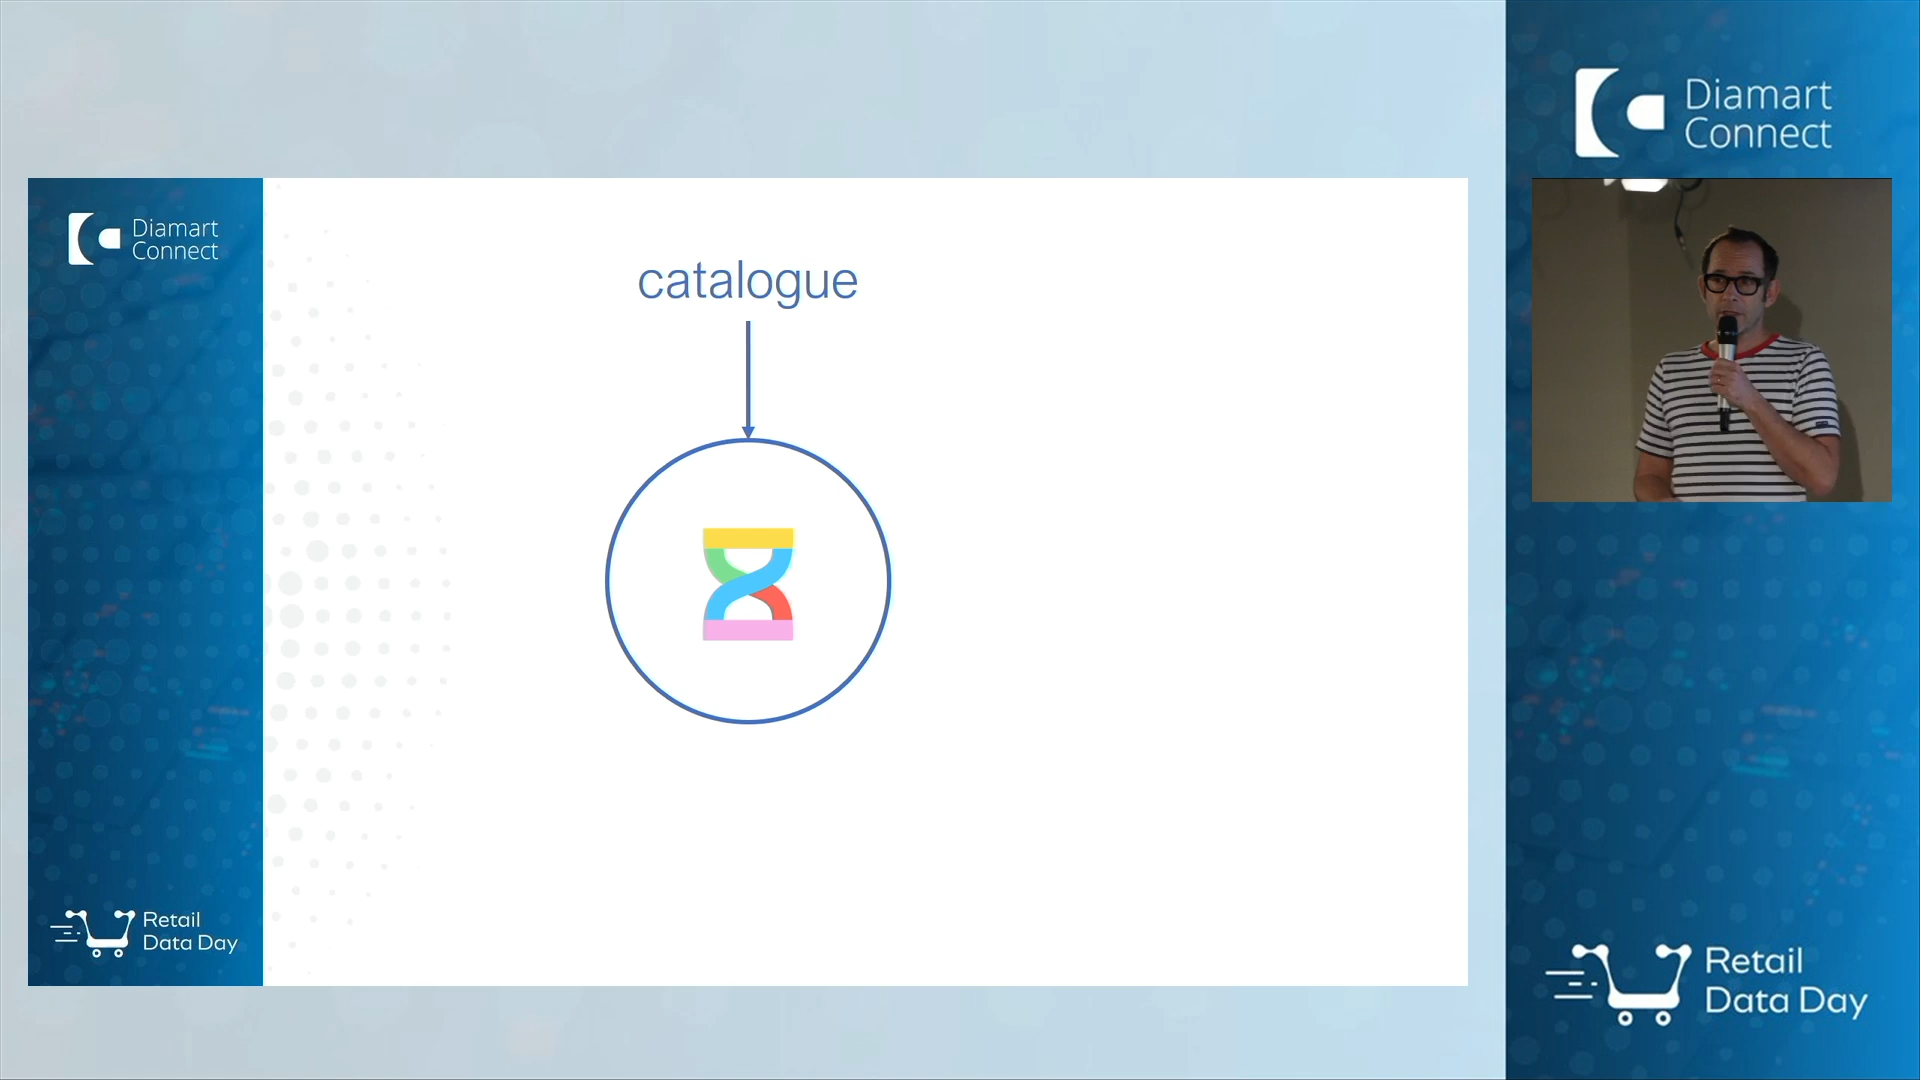 Diamart
Connect
catalogue
Retail
Data Day
Diamart
Connect
Retail
Data Day